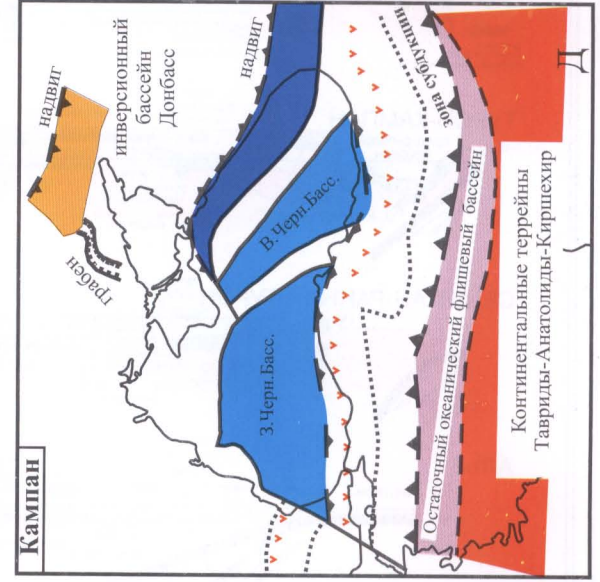 Кампан
надвиг
инверсионный
бассейн
Донбасс
грабен
надвиг
З.Черн.Басс.
В.Черн.Басс.
зона субдукции
Остаточный океанический флишевый бассейн
Континентальные террейны
Тавриды-Анатолиды-Киршехир
Д